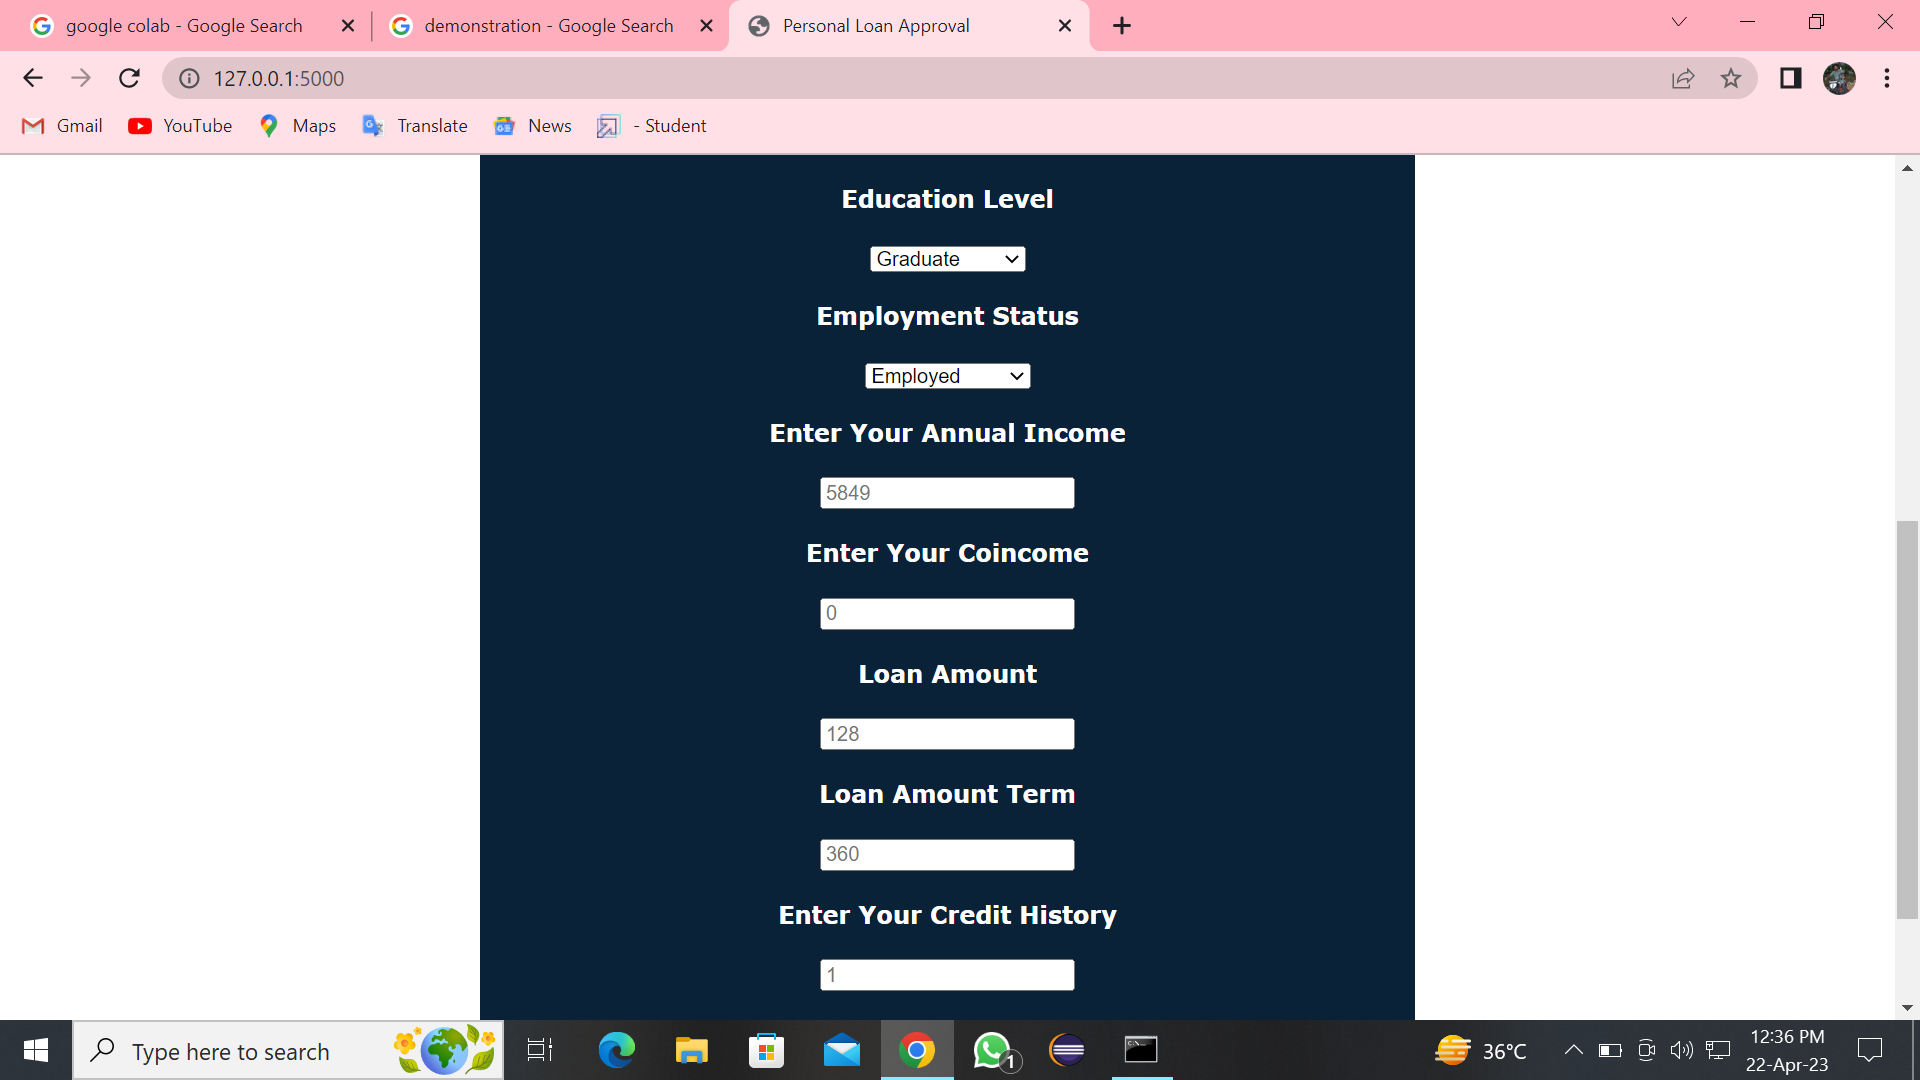 google colab - Google Search
demonstration - Google Search
Personal Loan Approval
127.0.0.1:5000
Gmail
YouTube
Maps
Translate
News
- Student
Education Level
Graduate
Employment Status
Employed
Enter Your Annual Income
5849
Enter Your Coincome
0
Loan Amount
128
Loan Amount Term
360
Enter Your Credit History
1
Type here to search
1
36°C
12:36 PM
22-Apr-23